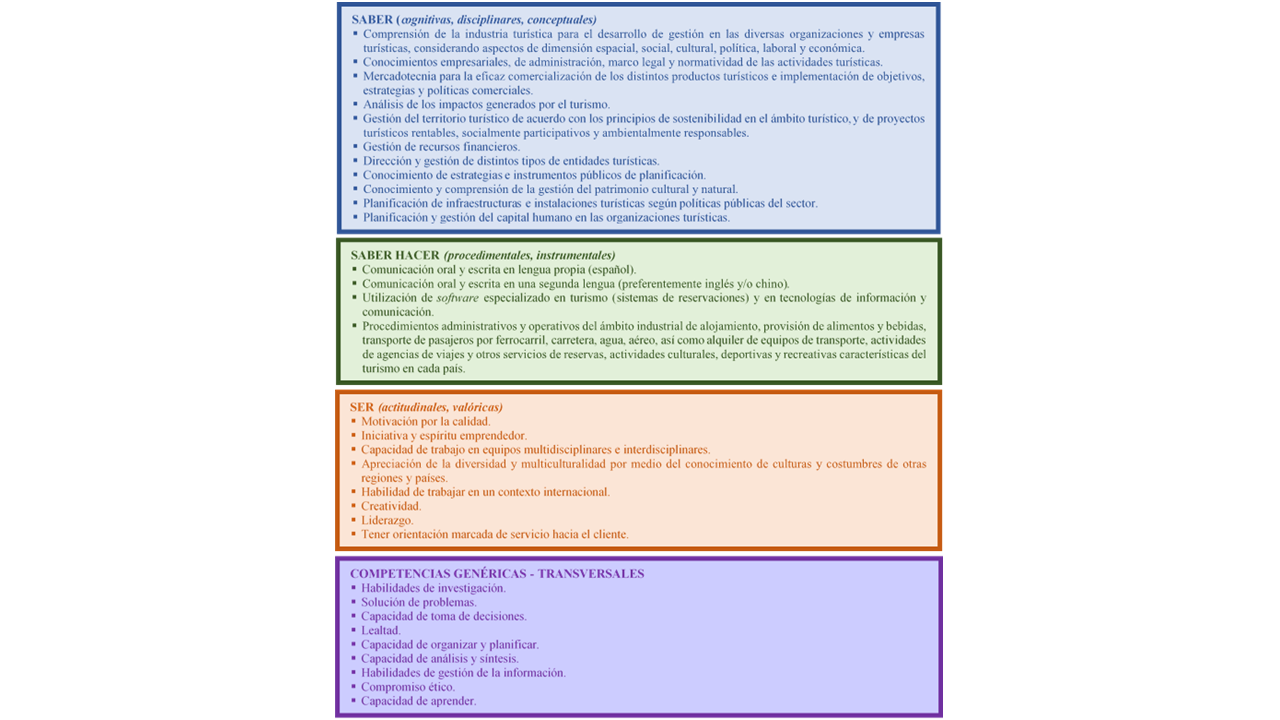 SABER (cognitivas, disciplinares, conceptuales)
▪ Comprensión de la industria turística para el desarrollo de gestión en las diversas organizaciones y empresas
turísticas, considerando aspectos de dimensión espacial, social, cultural, política, laboral y económica.
▪ Conocimientos empresariales, de administración, marco legal y normatividad de las actividades turísticas.
▪ Mercadotecnia para la eficaz comercialización de los distintos productos turísticos e implementación de objetivos,
estrategias y políticas comerciales.
▪ Análisis de los impactos generados por el turismo.
▪ Gestión del territorio turístico de acuerdo con los principios de sostenibilidad en el ámbito turístico, y de proyectos
turísticos rentables, socialmente participativos y ambientalmente responsables.
▪ Gestión de recursos financieros.
▪ Dirección y gestión de distintos tipos de entidades turísticas.
▪ Conocimiento de estrategias e instrumentos públicos de planificación.
▪ Conocimiento y comprensión de la gestión del patrimonio cultural y natural.
▪ Planificación de infraestructuras e instalaciones turísticas según políticas públicas del sector.
▪ Planificación y gestión del capital humano en las organizaciones turísticas.
SABER HACER (procedimentales, instrumentales)
▪ Comunicación oral y escrita en lengua propia (español).
▪ Comunicación oral y escrita en una segunda lengua (preferentemente inglés y/o chino).
▪ Utilización de software especializado en turismo (sistemas de reservaciones) y en tecnologías de información y
comunicación.
▪ Procedimientos administrativos y operativos del ámbito industrial de alojamiento, provisión de alimentos y bebidas,
transporte de pasajeros por ferrocarril, carretera, agua, aéreo, así como alquiler de equipos de transporte, actividades
de agencias de viajes y otros servicios de reservas, actividades culturales, deportivas y recreativas características del
turismo en cada país.
SER (actitudinales, valóricas)
▪ Motivación por la calidad.
▪ Iniciativa y espíritu emprendedor.
▪ Capacidad de trabajo en equipos multidisciplinares e interdisciplinares.
▪ Apreciación de la diversidad y multiculturalidad por medio del conocimiento de culturas y costumbres de otras
regiones y países.
▪ Habilidad de trabajar en un contexto internacional.
▪ Creatividad.
▪ Liderazgo.
▪ Tener orientación marcada de servicio hacia el cliente.
COMPETENCIAS GENÉRICAS - TRANSVERSALES
▪ Habilidades de investigación.
▪ Solución de problemas.
▪ Capacidad de toma de decisiones.
▪ Lealtad.
▪ Capacidad de organizar y planificar.
▪ Capacidad de análisis y síntesis.
▪ Habilidades de gestión de la información.
▪ Compromiso ético.
▪ Capacidad de aprender.